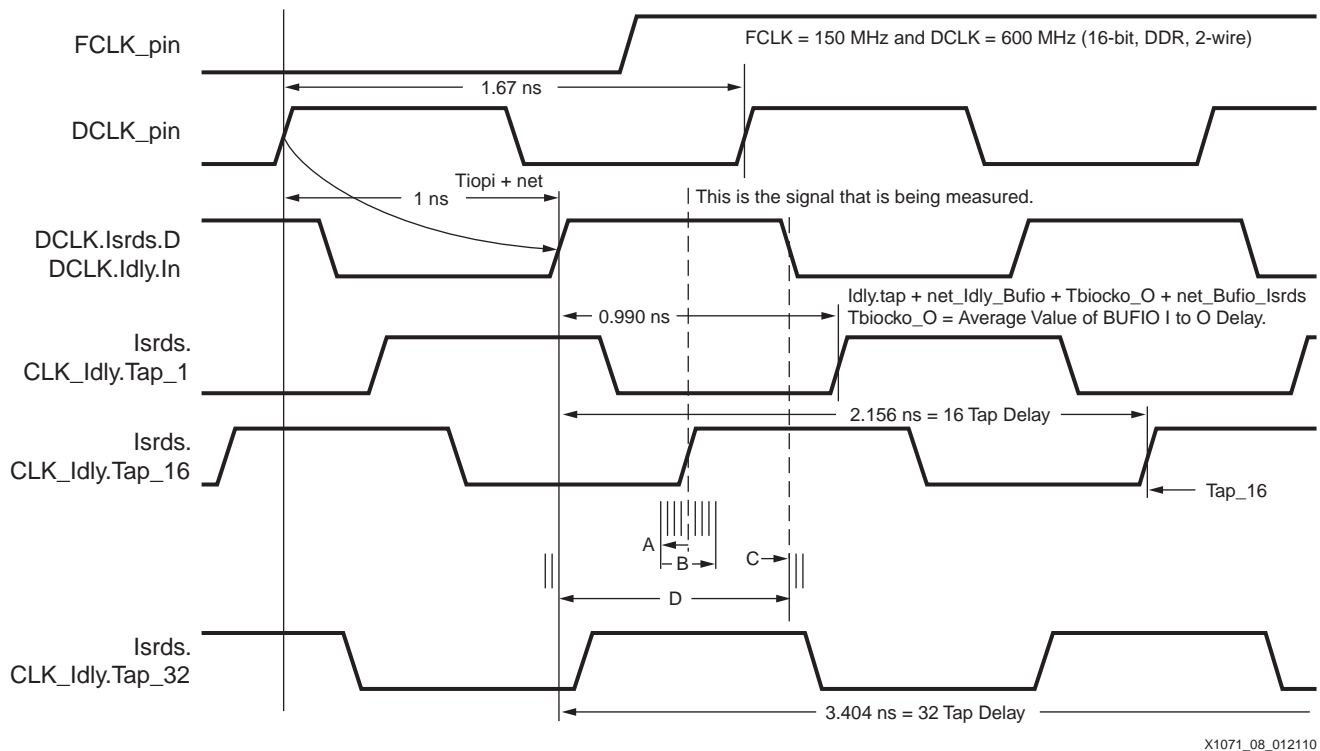 FCLK_pin
FCLK = 150 MHz and DCLK = 600 MHz (16-bit, DDR, 2-wire)
1.67 ns
DCLK_pin
Tiopi + net
1 ns
This is the signal that is being measured.
DCLK.Isrds.D
DCLK.Idly.In
Idly.tap + net_Idly_Bufio + Tbiocko_O + net_Bufio_Isrds
Tbiocko_O = Average Value of BUFIO I to O Delay.
0.990 ns
Isrds.
CLK_Idly.Tap_1
2.156 ns = 16 Tap Delay
Isrds.
CLK_Idly.Tap_16
Tap_16
A
B
C
D
Isrds.
CLK_Idly.Tap_32
3.404 ns = 32 Tap Delay
X1071_08_012110